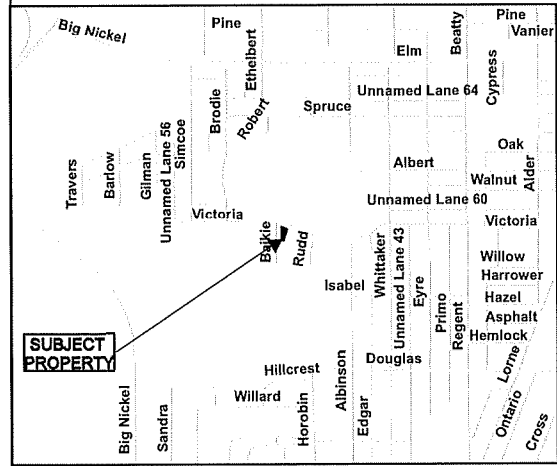 Big Nickel
Pine
Ethelbert
Elm
Beatty
Pine
Vanier
Cypress
Unnamed Lane 64
Spruce
Brodie
Robert
Simcoe
Unnamed Lane 56
Gilman
Barlow
Travers
Albert
Oak
Walnut
Alder
Unnamed Lane 60
Victoria
Victoria
Baikie
Rudd
Whittaker
Unnamed Lane 43
Eyre
Primo
Regent
Willow
Harrower
Isabel
Hazel
Asphalt
Hemlock
SUBJECT
PROPERTY
Douglas
Lorne
Hillcrest
Willard
Albinson
Edgar
Horobin
Big Nickel
Sandra
Ontario
Cross